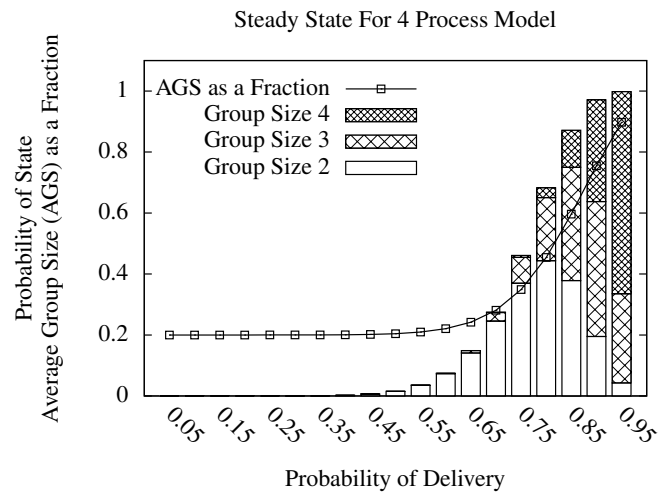 Steady State For 4 Process Model
Probability of State
Average Group Size (AGS) as a Fraction
1
0.8
0.6
0.4
0.2
0
AGS as a Fraction
Group Size 4
Group Size 3
Group Size 2
0.05
0.15
0.25
0.35
0.45
0.55
0.65
0.75
0.85
0.95
Probability of Delivery